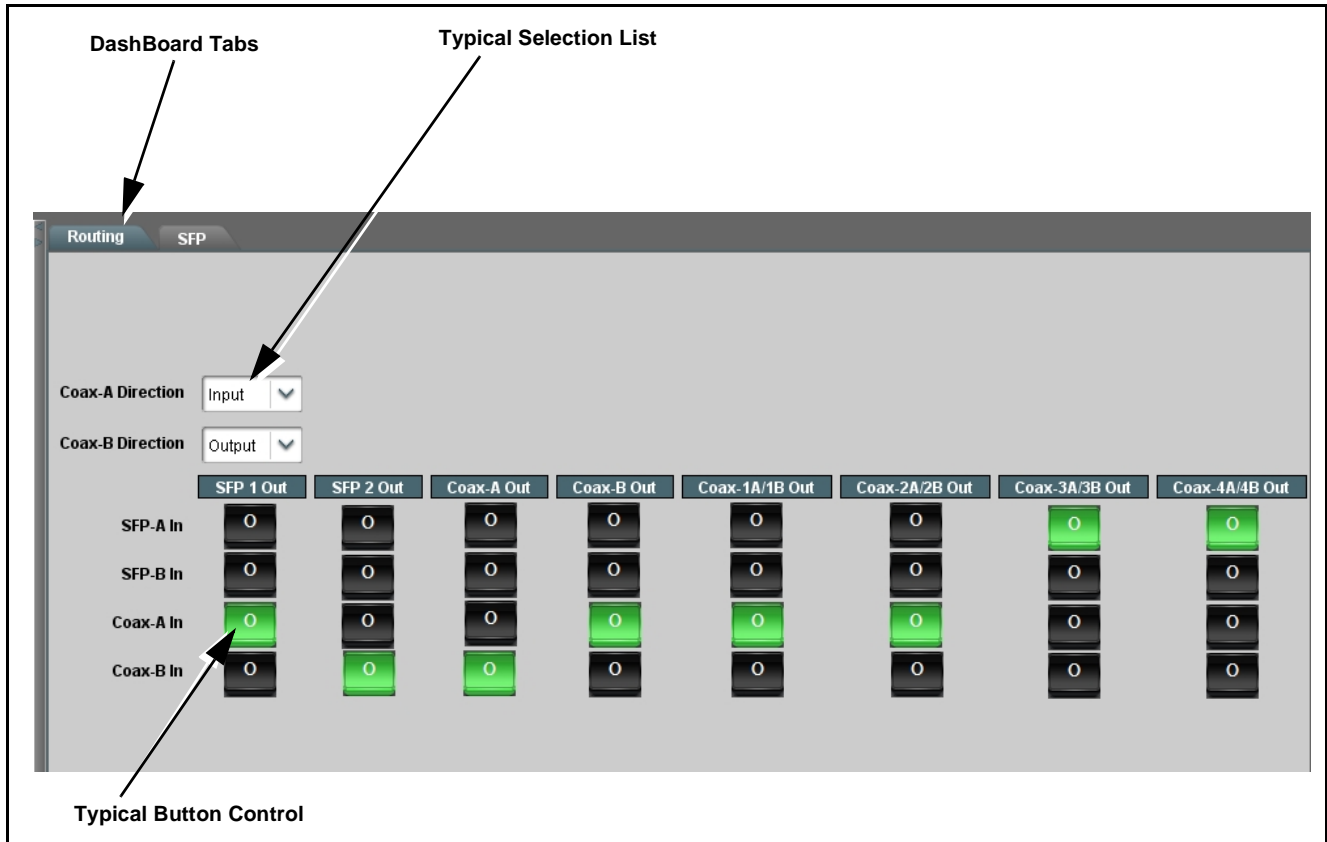 DashBoard Tabs
Typical Selection List
Routing SFP
Coax-A Direction Input
Coax-B Direction Output
SFP 1 Out SFP 2 Out Coax-A Out Coax-B Out Coax-1A/1B Out Coax-2A/2B Out Coax-3A/3B Out Coax-4A/4B Out
SFP-A In O O O O O O O O
SFP-B In O O O O O O O O
Coax-A In O O O O O O O O
Coax-B In O O O O O O O O
Typical Button Control